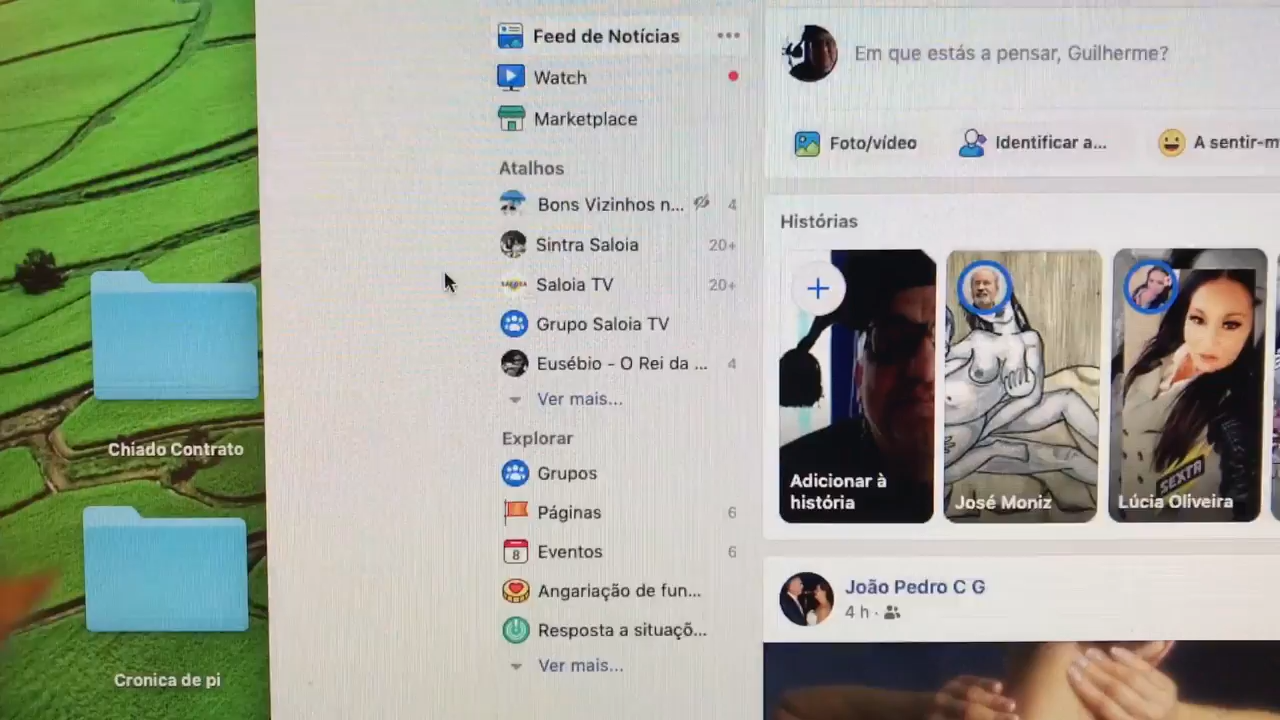 Feed de Notícias
Watch
Marketplace
Atalhos
Bons Vizinhos n... 4
Sintra Saloia 20+
Saloia TV 20+
Grupo Saloia TV
Eusébio - O Rei da ... 4
Ver mais...
Explorar
Grupos
Páginas 6
Eventos 6
8
Angariação de fun...
Resposta a situaçõ...
Ver mais...
Em que estás a pensar, Guilherme?
Foto/vídeo
Identificar a...
A sentir-m
Histórias
Adicionar à
história
José Moniz
SEXTA
Lúcia Oliveira
João Pedro C G
4 h ·
Chiado Contrato
Cronica de pi